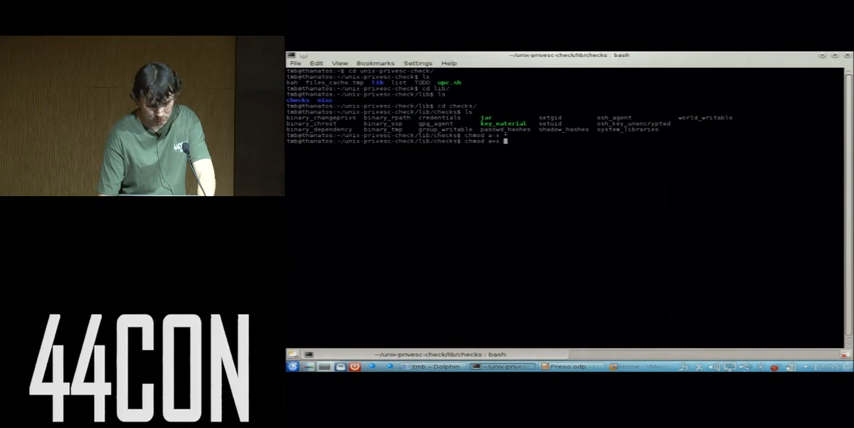 ~/unix-privesc-check/lib/checks : bash
File Edit View Bookmarks Settings Help
tmb@thanatos:~$ cd unix-privesc-check/
tmb@thanatos:~/unix-privesc-check$ ls
files_cache.tmp lib list TODO upc.sh
tmb@thanatos:~/unix-privesc-check$ cd lib/
tmb@thanatos:~/unix-privesc-check/lib$ ls
checks misc
tmb@thanatos:~/unix-privesc-check/lib$ cd checks/
tmb@thanatos:~/unix-privesc-check/lib/checks$ ls
binary_changeprivs binary_rpath credentials jar setgid ssh_agent world_writable
binary_chroot binary_ssp gpg_agent key_material setuid ssh_key_unencrypted
binary_dependency binary_tmp group_writable passwd_hashes shadow_hashes system_libraries
tmb@thanatos:~/unix-privesc-check/lib/checks$ chmod a-x *
tmb@thanatos:~/unix-privesc-check/lib/checks$ chmod a+x
~/unix-privesc-check/lib/checks : bash
tmb - Dolphin
~/unix-prives
Preso.odp
44CON